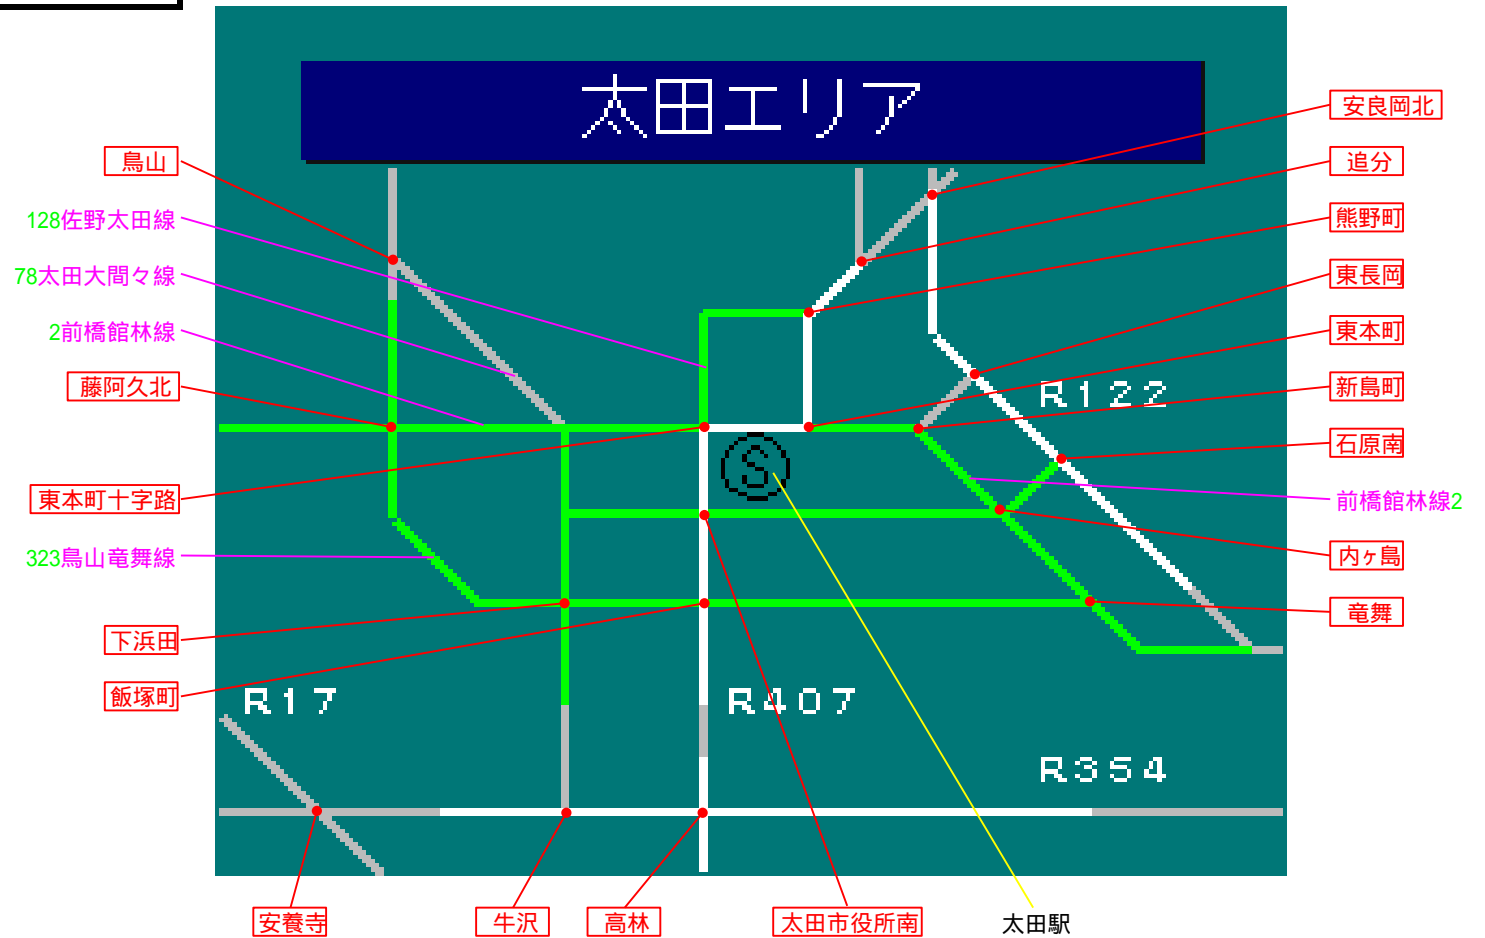 太田エリア
安良岡北
鳥山
追分
128佐野太田線
熊野町
78太田大間々線
東長岡
2前橋館林線
東本町
藤阿久北
R122
新島町
石原南
東本町十字路
前橋館林線2
S
323鳥山竜舞線
内ヶ島
下浜田
竜舞
飯塚町
R17
R407
R354
安養寺
牛沢
高林
太田市役所南
太田駅